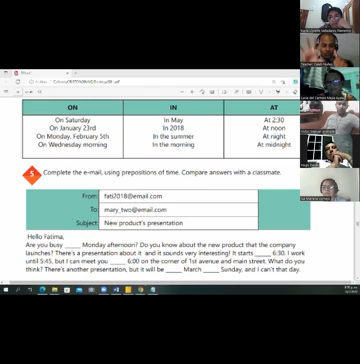 ON IN AT
On Saturday In May At 2:30
On January 23rd In 2018 At noon
On Monday, February 5th In the summer At night
On Wednesday morning In the morning At midnight
5 Complete the e-mail, using prepositions of time. Compare answers with a classmate.
From: fati2018@email.com
To: mary_two@email.com
Subject: New product's presentation
Hello Fatima,
Are you busy _____ Monday afternoon? Do you know about the new product that the company
launches? There's a presentation about it and it sounds very interesting! It starts _____ 6:30, I work
until 5:45, but I can meet you _____ 6:00 on the corner of 1st avenue and main street. What do you
think? There's another presentation, but it will be _____ March _____ Sunday, and I can't that day.